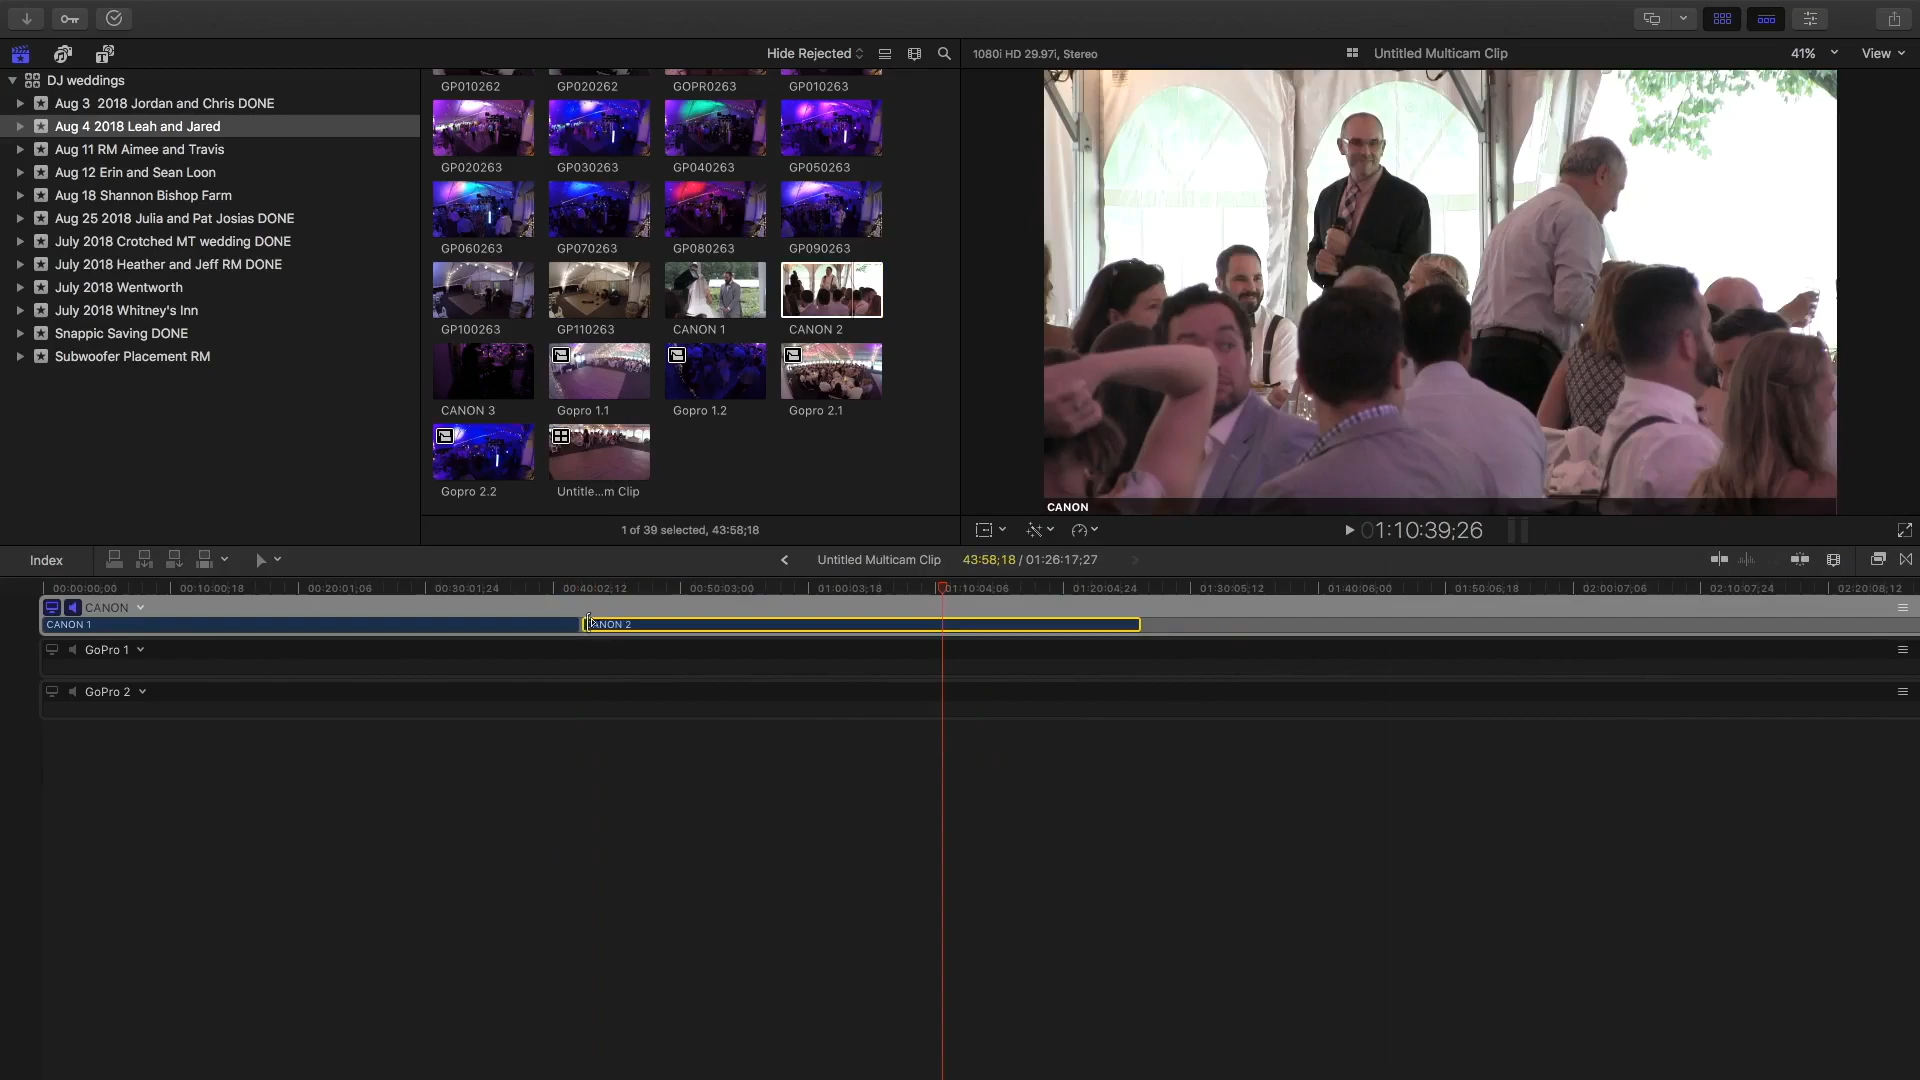 Hide Rejected
1080i HD 29.97i, Stereo
Untitled Multicam Clip
41%
View
DJ weddings
Aug 3  2018 Jordan and Chris DONE
Aug 4 2018 Leah and Jared
Aug 11 RM Aimee and Travis
Aug 12 Erin and Sean Loon
Aug 18 Shannon Bishop Farm
Aug 25 2018 Julia and Pat Josias DONE
July 2018 Crotched MT wedding DONE
July 2018 Heather and Jeff RM DONE
July 2018 Wentworth
July 2018 Whitney's Inn
Snappic Saving DONE
Subwoofer Placement RM
GP010262
GP020262
GOPR0263
GP010263
GP020263
GP030263
GP040263
GP050263
GP060263
GP070263
GP080263
GP090263
GP100263
GP110263
CANON 1
CANON 2
CANON 3
Gopro 1.1
Gopro 1.2
Gopro 2.1
Gopro 2.2
Untitle...m Clip
1 of 39 selected, 43:58;18
CANON
01:10:39;26
Index
Untitled Multicam Clip
43:58;18 / 01:26:17;27
00:00:00;00
00:10:00;18
00:20:01;06
00:30:01;24
00:40:02;12
00:50:03;00
01:00:03;18
01:10:04;06
01:20:04;24
01:30:05;12
01:40:06;00
01:50:06;18
02:00:07;06
02:10:07;24
02:20:08;12
CANON
CANON 1
CANON 2
GoPro 1
GoPro 2